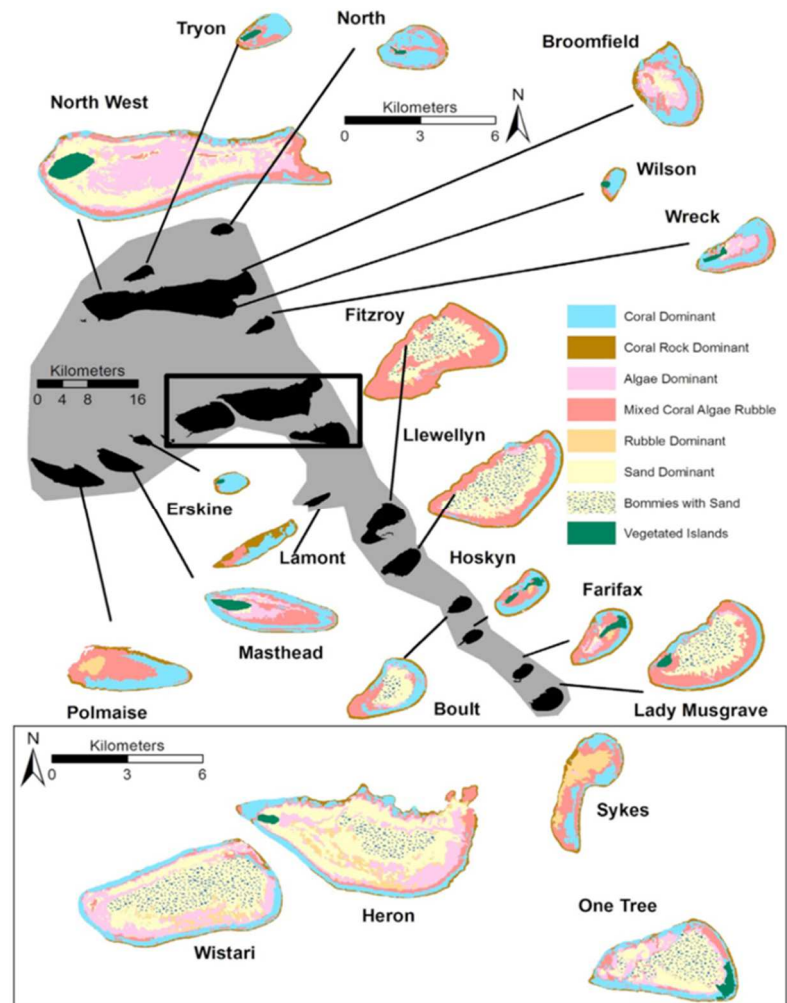 Tryon
North
Broomfield
North West
Kilometers
0 3 6
N
Wilson
Wreck
Fitzroy
Coral Dominant
Coral Rock Dominant
Algae Dominant
Mixed Coral Algae Rubble
Rubble Dominant
Sand Dominant
Bommies with Sand
Vegetated Islands
Kilometers
0 4 8 16
Llewellyn
Erskine
Lamont
Hoskyn
Farifax
Masthead
Polmaise
Boult
Lady Musgrave
N
Kilometers
0 3 6
Sykes
Heron
One Tree
Wistari